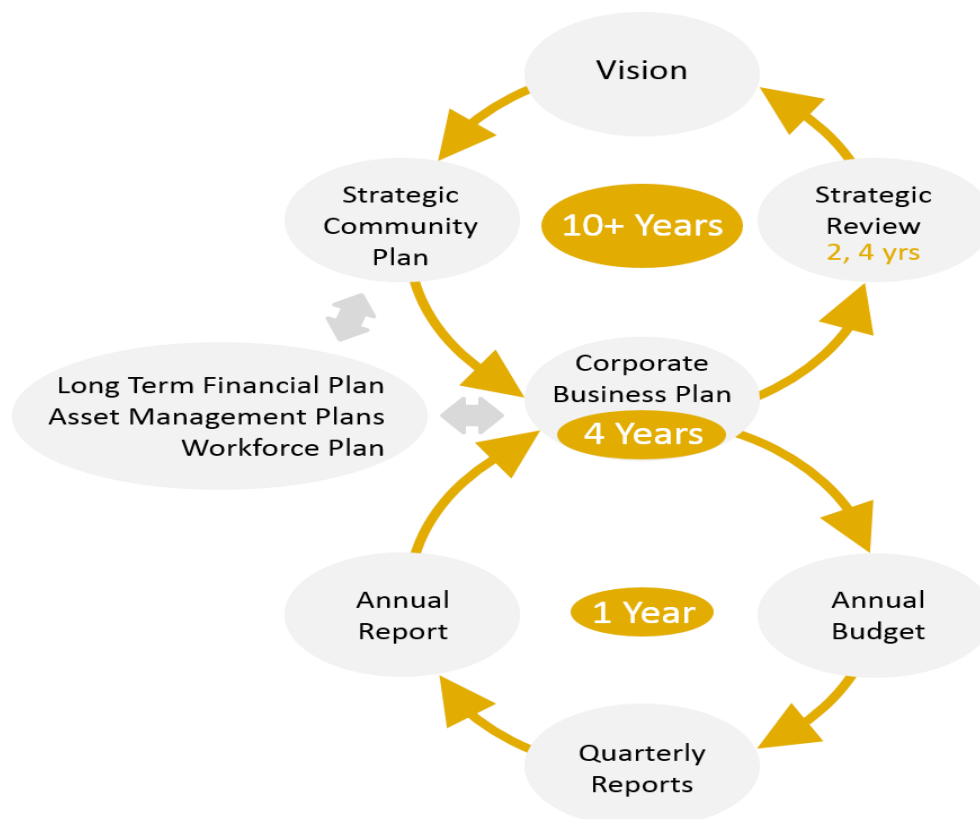 Vision
Strategic
Community
Plan
10+ Years
Strategic
Review
2, 4 yrs
Long Term Financial Plan
Asset Management Plans
Workforce Plan
Corporate
Business Plan
4 Years
Annual
Report
1 Year
Annual
Budget
Quarterly
Reports